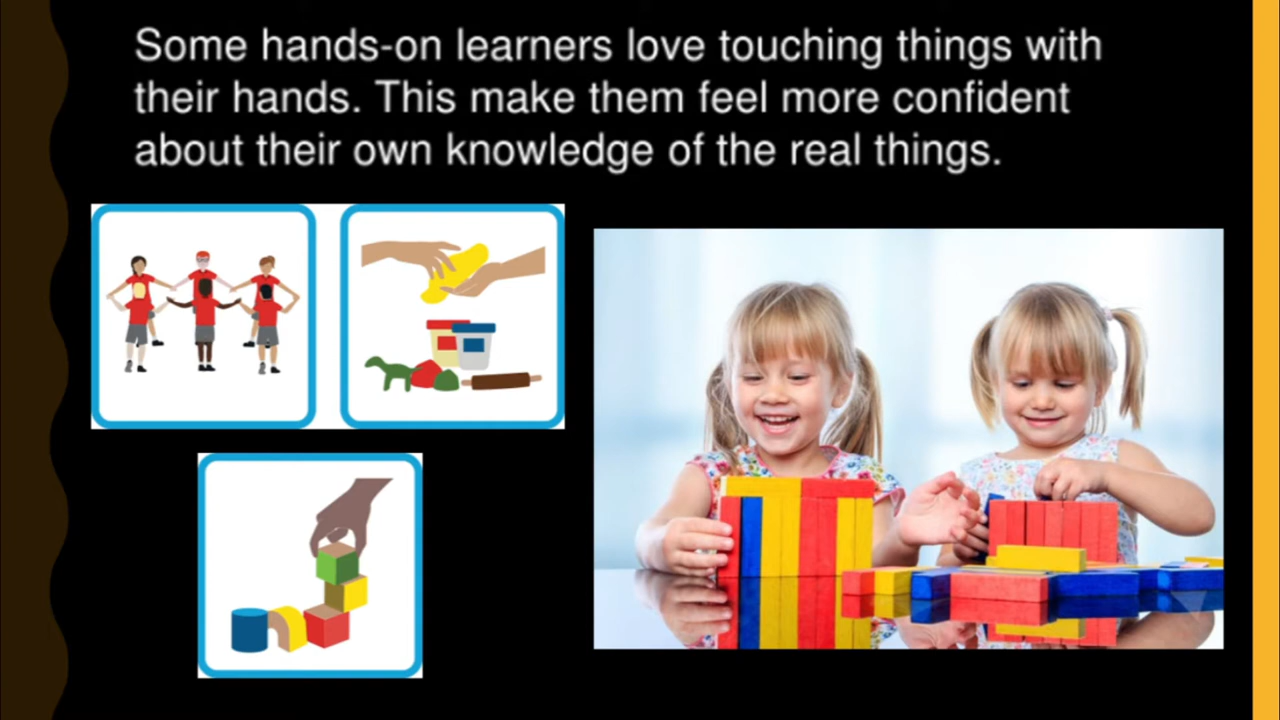 Some hands-on learners love touching things with
their hands. This make them feel more confident
about their own knowledge of the real things.